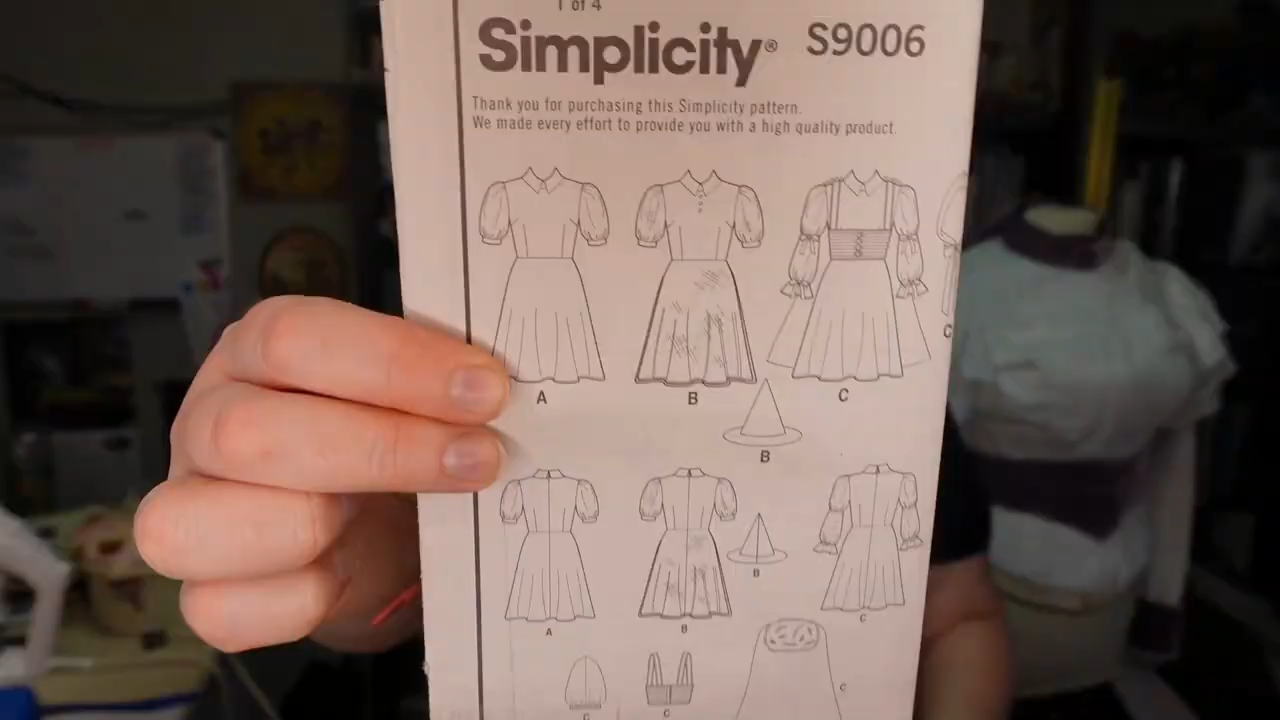 1 of 4
Simplicity® S9006
Thank you for purchasing this Simplicity pattern.
We made every effort to provide you with a high quality product.
A B C C
B
A B B C
C C C